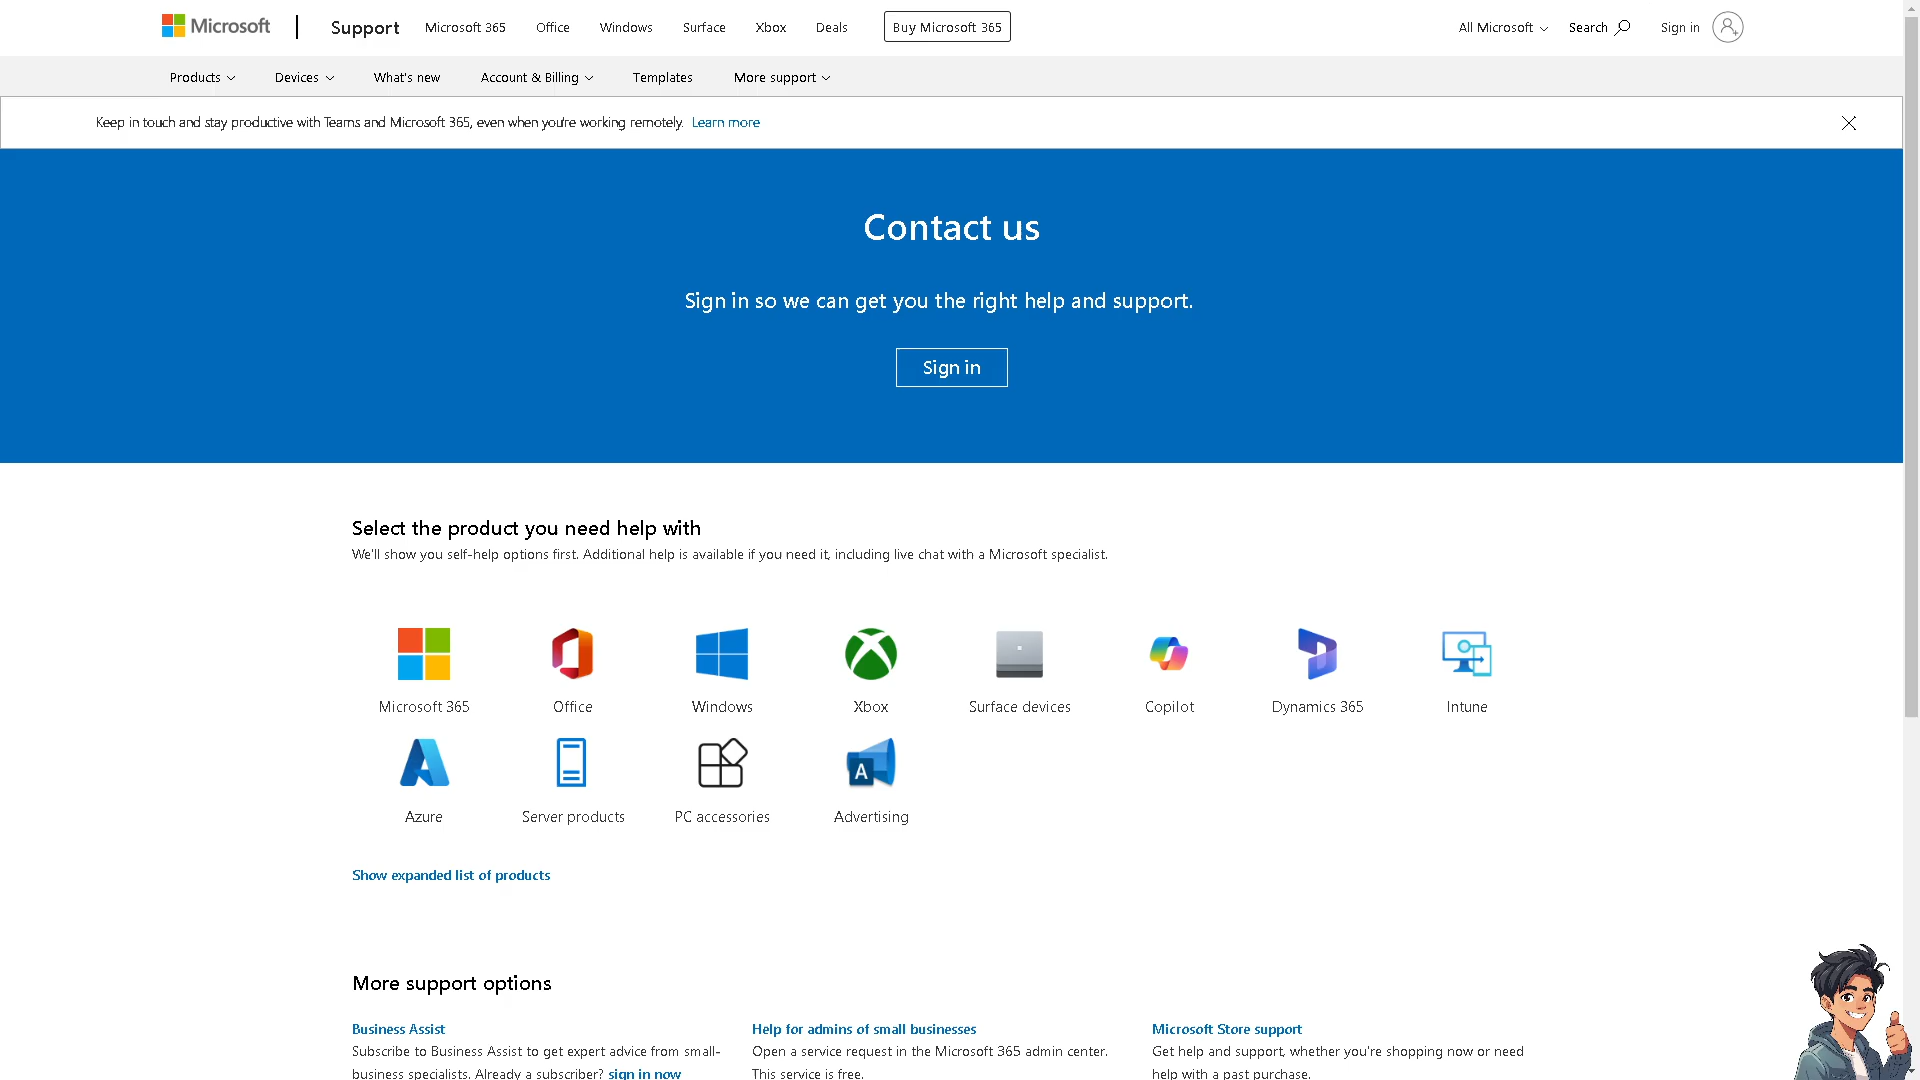 Microsoft
Support
Microsoft 365
Office
Windows
Surface
Xbox
Deals
Buy Microsoft 365
All Microsoft
Search
Sign in
Products
Devices
What's new
Account & Billing
Templates
More support
Keep in touch and stay productive with Teams and Microsoft 365, even when you're working remotely. Learn more
Contact us
Sign in so we can get you the right help and support.
Sign in
Select the product you need help with
We'll show you self-help options first. Additional help is available if you need it, including live chat with a Microsoft specialist.
Microsoft 365
Office
Windows
Xbox
Surface devices
Copilot
Dynamics 365
Intune
Azure
Server products
PC accessories
A
Advertising
Show expanded list of products
More support options
Business Assist
Subscribe to Business Assist to get expert advice from small-
business specialists. Already a subscriber? sign in now
Help for admins of small businesses
Open a service request in the Microsoft 365 admin center.
This service is free.
Microsoft Store support
Get help and support, whether you're shopping now or need
help with a past purchase.